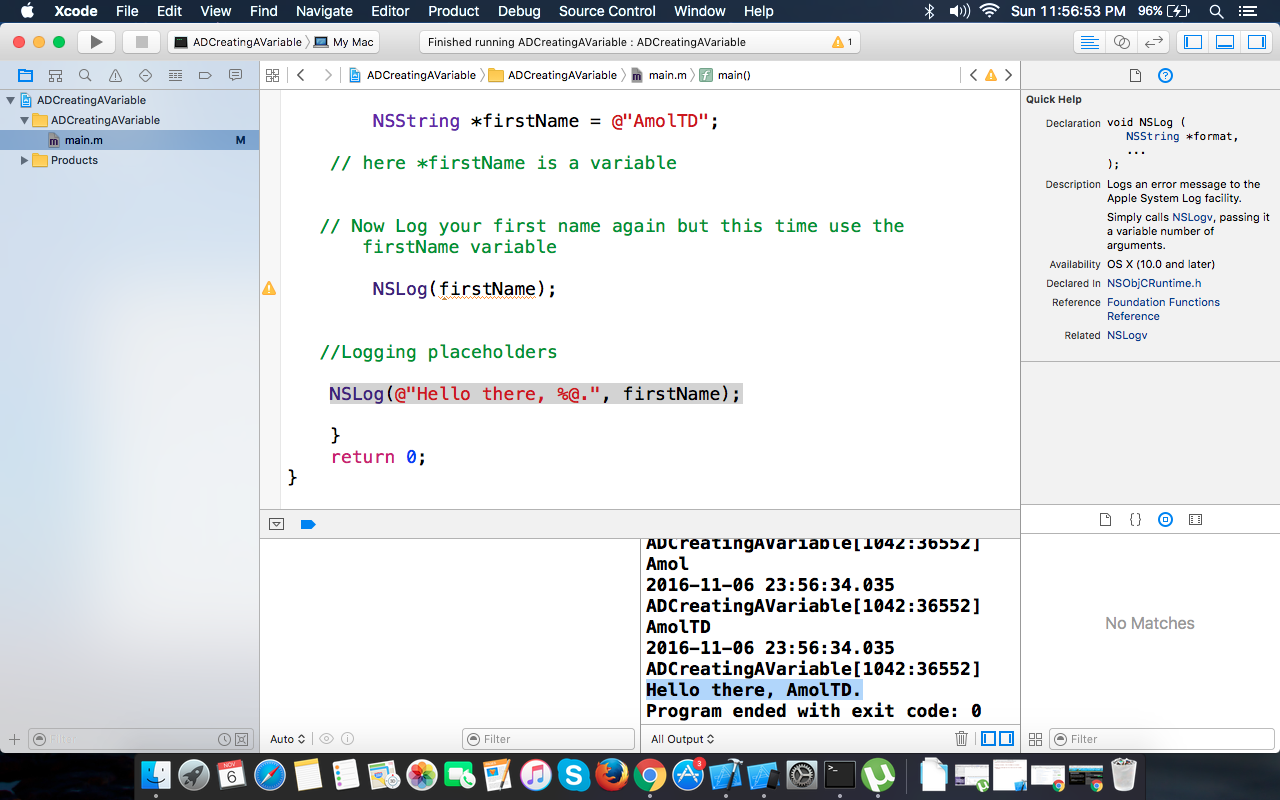 Xcode File Edit View Find Navigate Editor Product Debug Source Control Window Help Sun 11:56:53 PM 96%
ADCreatingAVariable My Mac
Finished running ADCreatingAVariable : ADCreatingAVariable
1
ADCreatingAVariable ADCreatingAVariable main.m main()
ADCreatingAVariable
ADCreatingAVariable
main.m M
Products
NSString *firstName = @"AmolTD";
// here *firstName is a variable
// Now Log your first name again but this time use the
firstName variable
NSLog(firstName);
//Logging placeholders
NSLog(@"Hello there, %@.", firstName);
}
return 0;
}
Quick Help
Declaration void NSLog (
NSString *format,
...
);
Description Logs an error message to the
Apple System Log facility.
Simply calls NSLogv, passing it
a variable number of
arguments.
Availability OS X (10.0 and later)
Declared In NSObjCRuntime.h
Reference Foundation Functions
Reference
Related NSLogv
ADCreatingAVariable[1042:36552]
Amol
2016-11-06 23:56:34.035
ADCreatingAVariable[1042:36552]
AmolTD
2016-11-06 23:56:34.035
ADCreatingAVariable[1042:36552]
Hello there, AmolTD.
Program ended with exit code: 0
No Matches
Auto
Filter
All Output
Filter
NOV
6
3